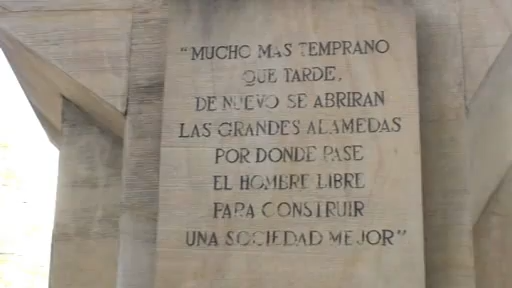 “MUCHO MAS TEMPRANO
QUE TARDE,
DE NUEVO SE ABRIRAN
LAS GRANDES ALAMEDAS
POR DONDE PASE
EL HOMBRE LIBRE
PARA CONSTRUIR
UNA SOCIEDAD MEJOR”